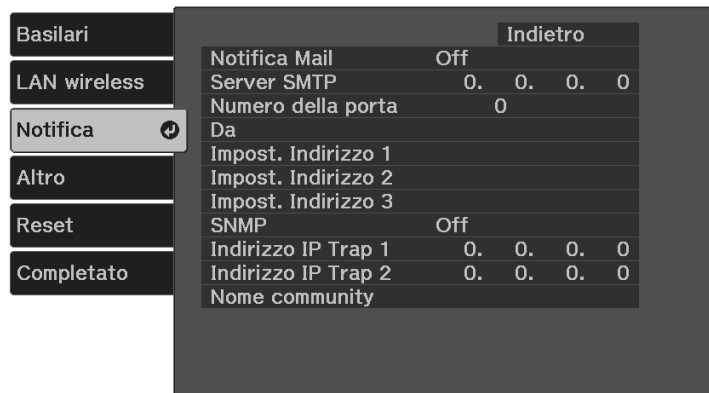 Basilari
LAN wireless
Notifica
Altro
Reset
Completato
Indietro
Notifica Mail Off
Server SMTP 0. 0. 0. 0
Numero della porta 0
Da
Impost. Indirizzo 1
Impost. Indirizzo 2
Impost. Indirizzo 3
SNMP Off
Indirizzo IP Trap 1 0. 0. 0. 0
Indirizzo IP Trap 2 0. 0. 0. 0
Nome community